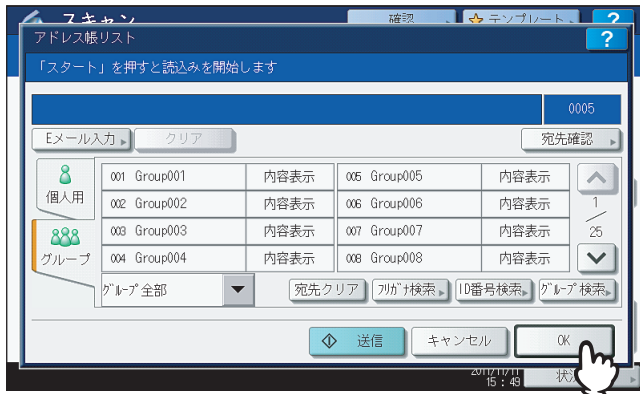 スキャン
確認
テンプレート
?
アドレス帳リスト
?
「スタート」を押すと読込みを開始します
0005
Eメール入力
クリア
宛先確認
個人用
グループ
001 Group001 内容表示 005 Group005 内容表示
002 Group002 内容表示 006 Group006 内容表示
003 Group003 内容表示 007 Group007 内容表示
004 Group004 内容表示 008 Group008 内容表示
1
25
グループ全部
宛先クリア
フリガナ検索
ID番号検索
グループ検索
送信
キャンセル
OK
2011/11/11
15 : 49